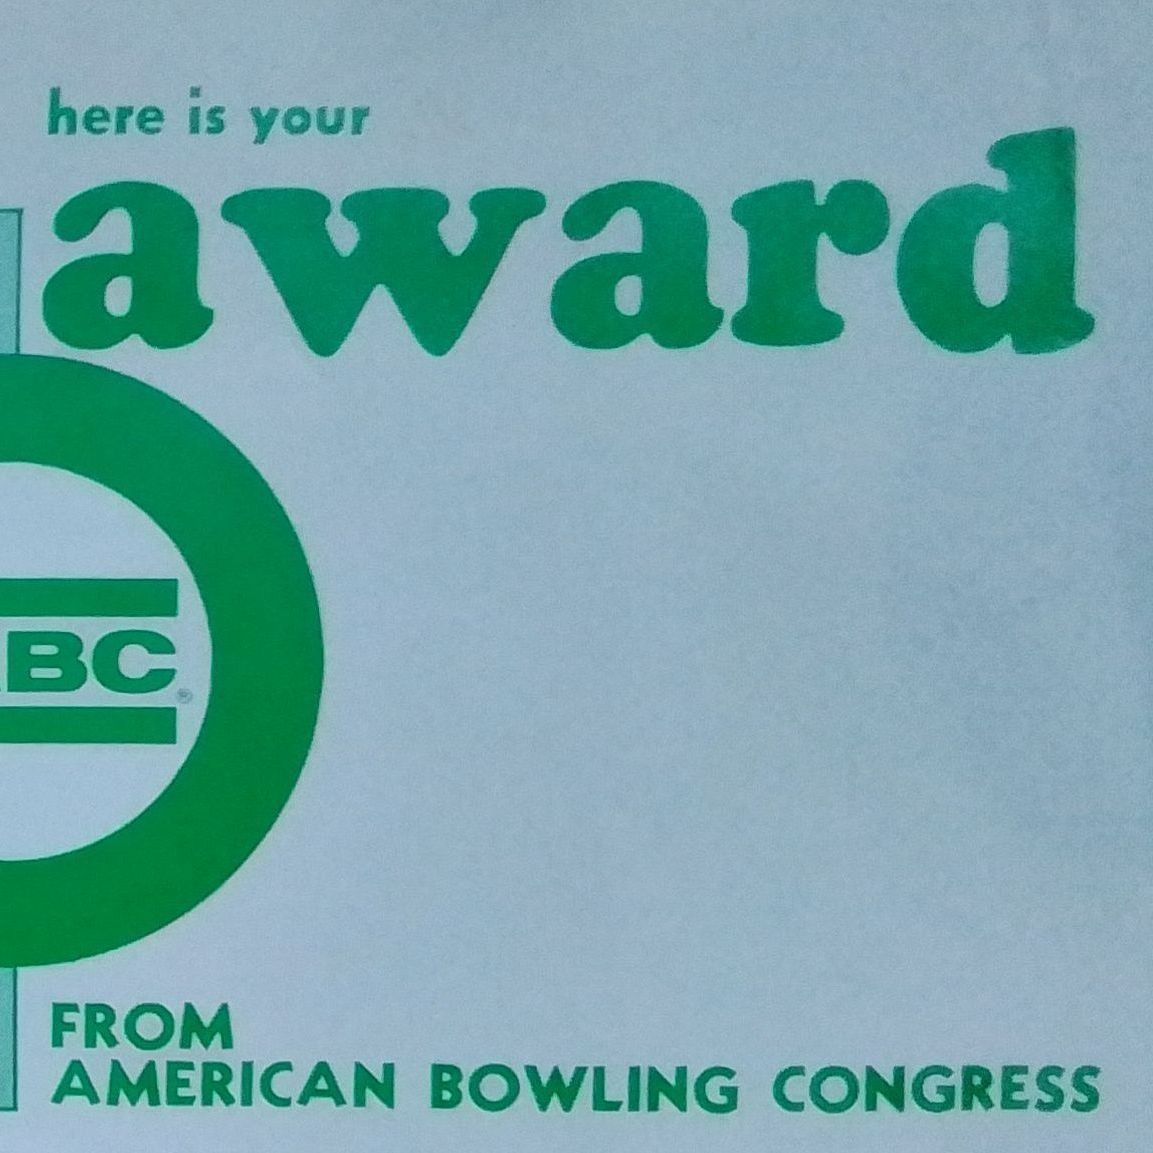 here is your
award
BC®
FROM
AMERICAN BOWLING CONGRESS